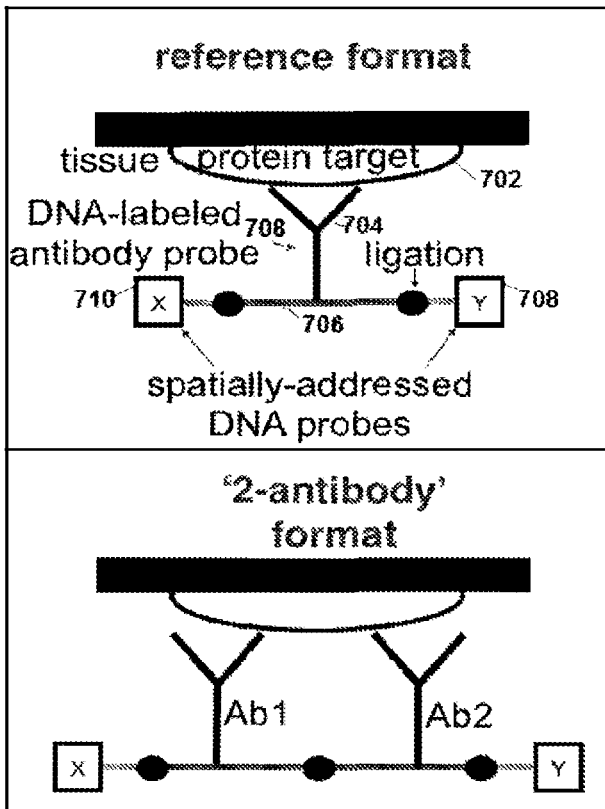 reference format
tissue protein target
702
DNA-labeled 708 704
antibody probe ligation
710 X 706 Y 708
spatially-addressed
DNA probes
'2-antibody'
format
Ab1 Ab2
X Y